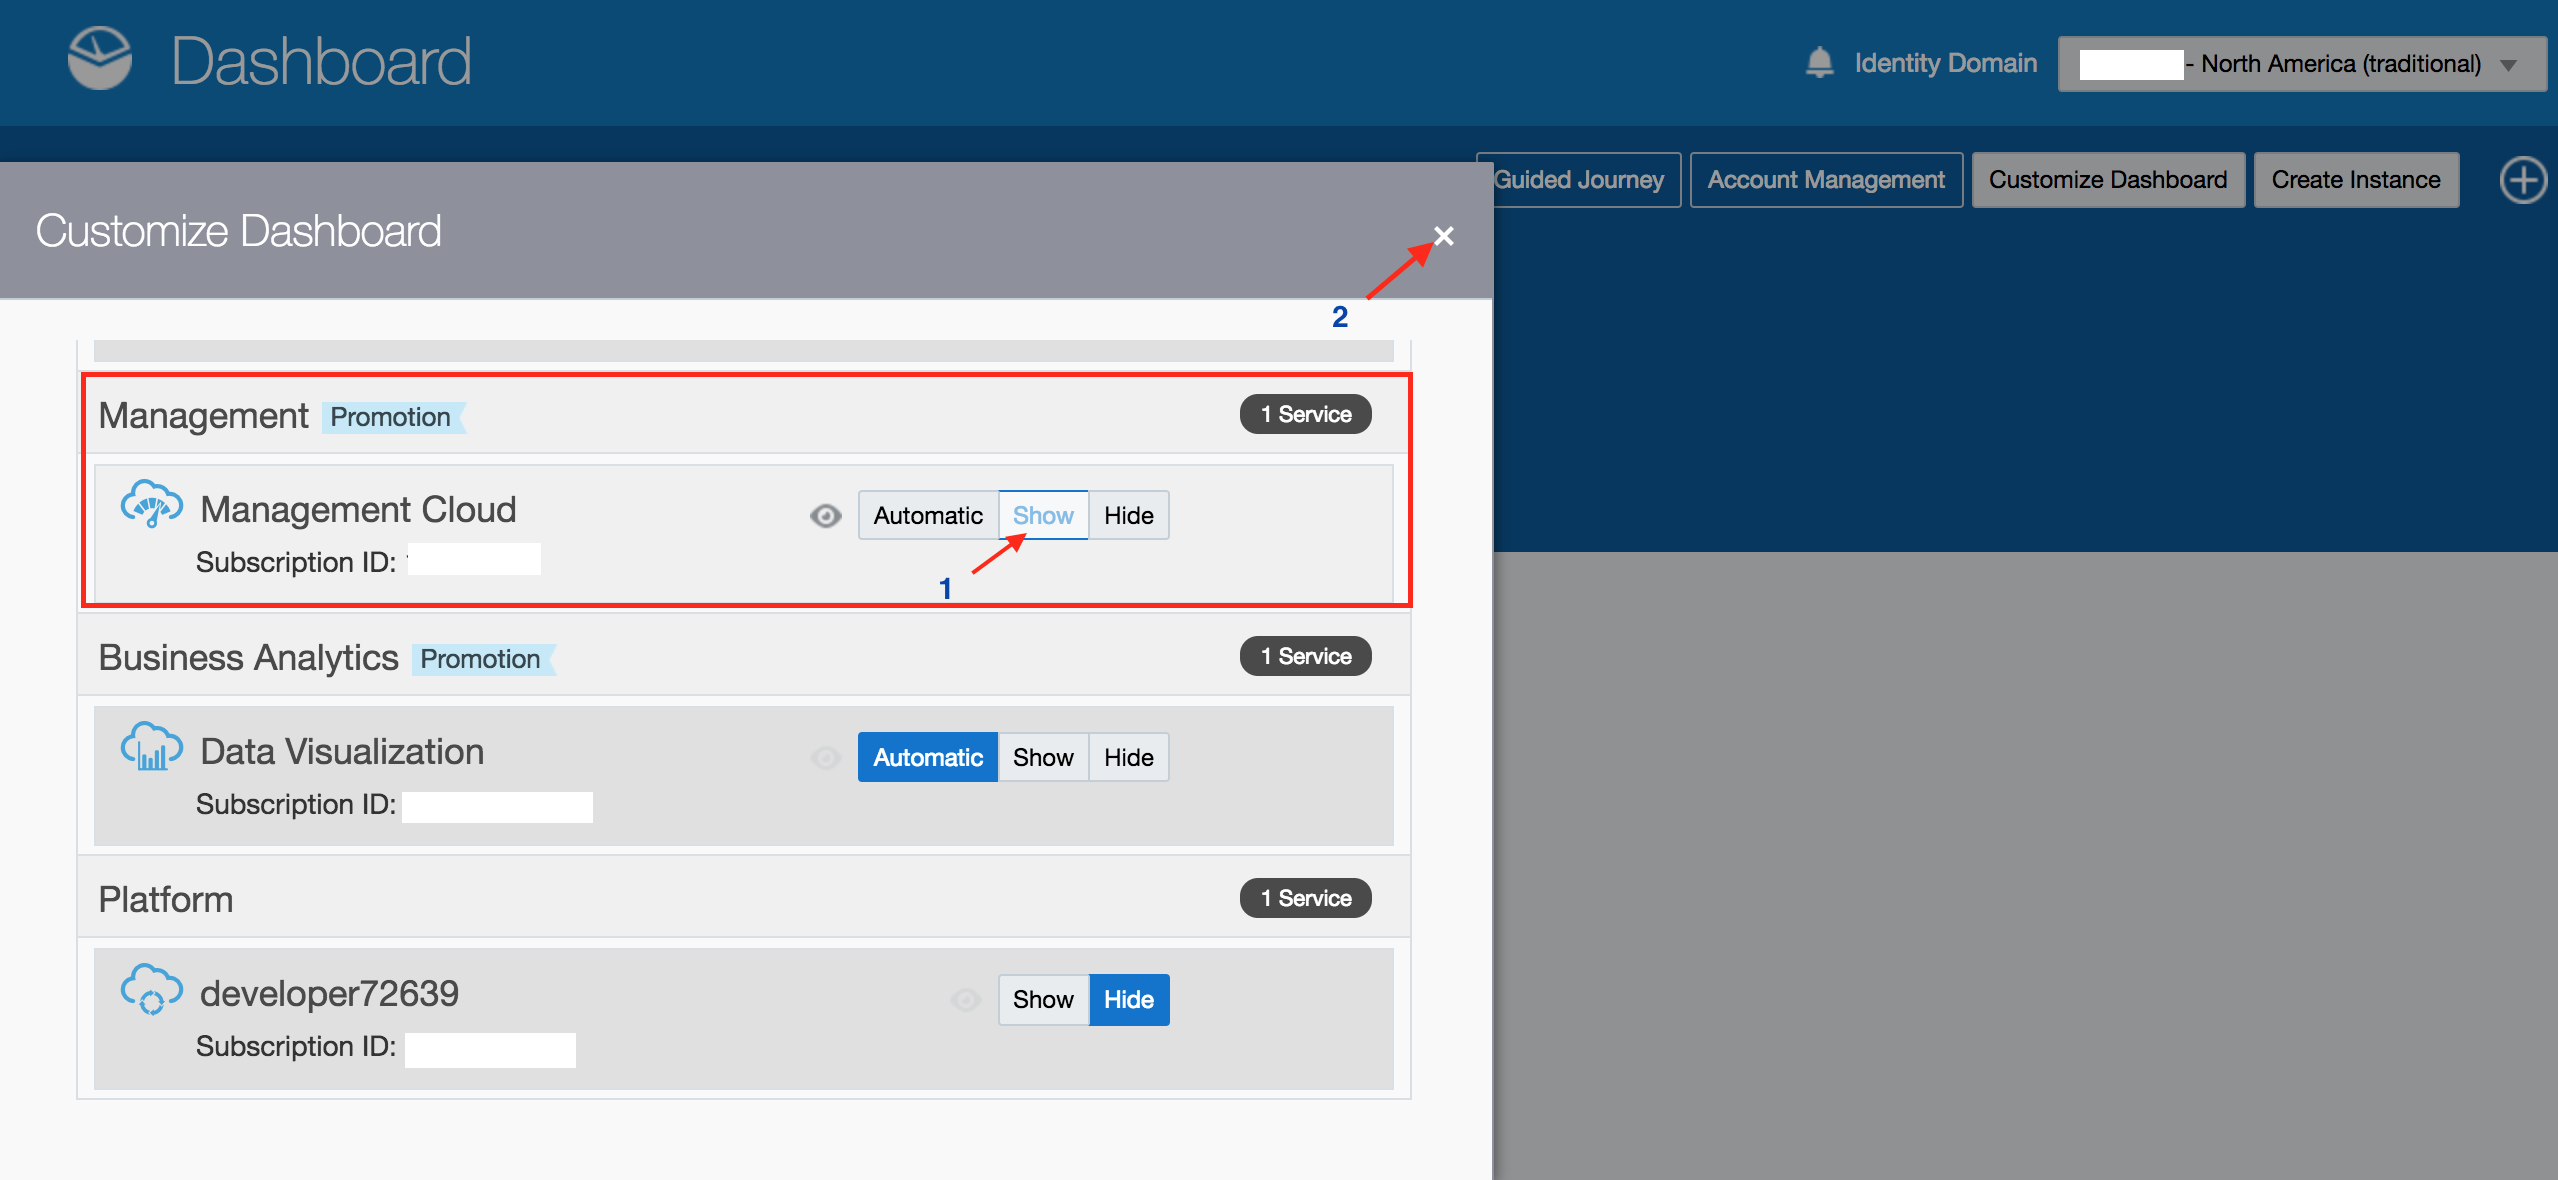 Dashboard
Identity Domain
- North America (traditional)
Guided Journey
Account Management
Customize Dashboard
Create Instance
Customize Dashboard
2
Management Promotion
1 Service
Management Cloud
Automatic Show Hide
Subscription ID:
1
Business Analytics Promotion
1 Service
Data Visualization
Automatic Show Hide
Subscription ID:
Platform
1 Service
developer72639
Show Hide
Subscription ID: